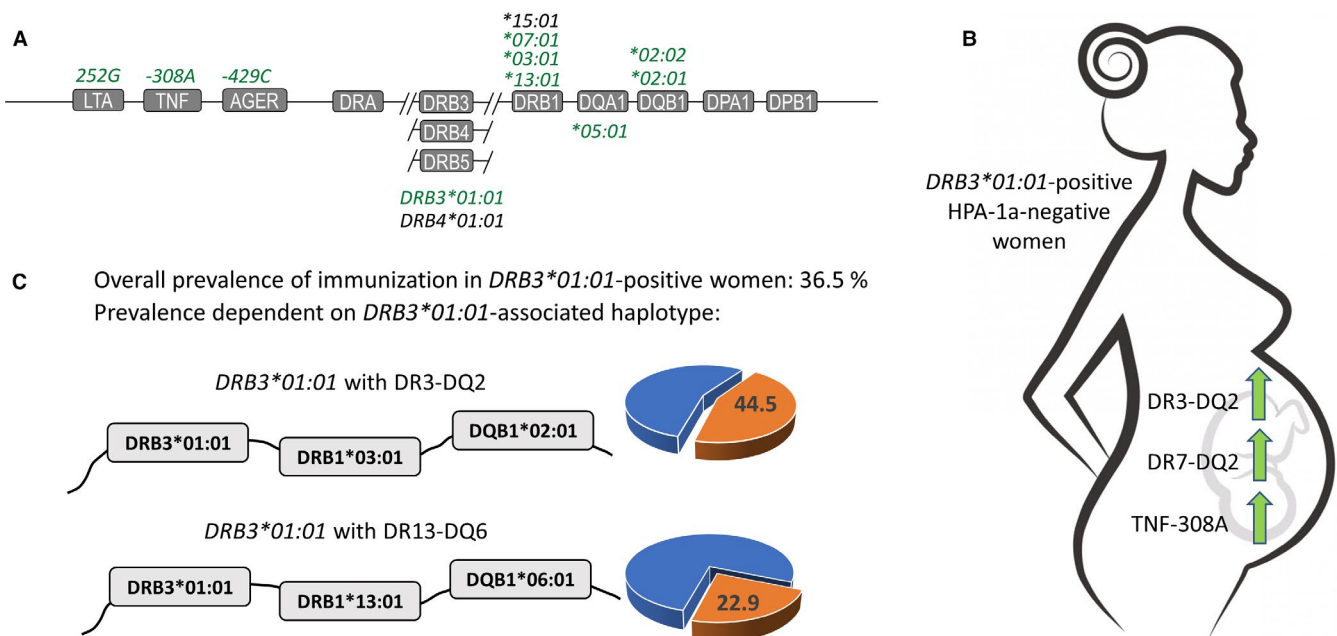 A
*15:01
*07:01
*03:01
*13:01
*02:02
*02:01
252G
-308A
-429C
LTA
TNF
AGER
DRA
DRB3
DRB1
DQA1
DQB1
DPA1
DPB1
*05:01
DRB4
DRB5
DRB3*01:01
DRB4*01:01
B
DRB3*01:01-positive
HPA-1a-negative
women
DR3-DQ2
DR7-DQ2
TNF-308A
C
Overall prevalence of immunization in DRB3*01:01-positive women: 36.5 %
Prevalence dependent on DRB3*01:01-associated haplotype:
DRB3*01:01 with DR3-DQ2
DRB3*01:01
DRB1*03:01
DQB1*02:01
44.5
DRB3*01:01 with DR13-DQ6
DRB3*01:01
DRB1*13:01
DQB1*06:01
22.9